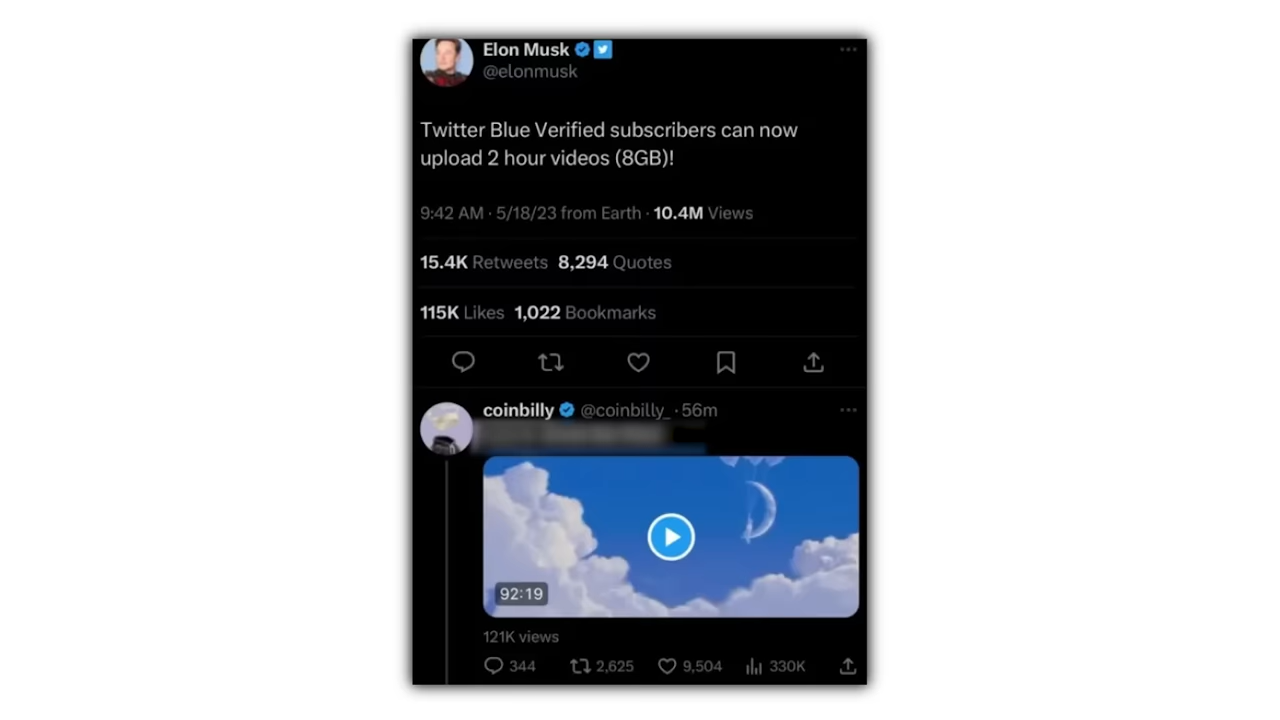 Elon Musk
@elonmusk
Twitter Blue Verified subscribers can now
upload 2 hour videos (8GB)!
9:42 AM · 5/18/23 from Earth · 10.4M Views
15.4K Retweets 8,294 Quotes
115K Likes 1,022 Bookmarks
coinbilly @coinbilly_ · 56m
92:19
121K views
344 2,625 9,504 330K